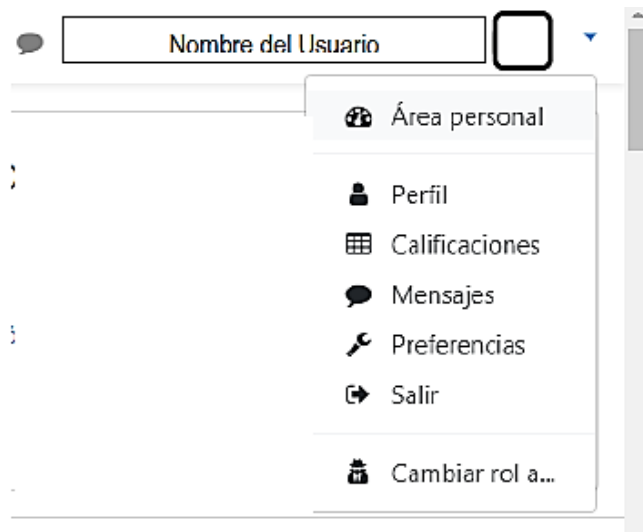 Nombre del Usuario
Área personal
Perfil
Calificaciones
Mensajes
Preferencias
Salir
Cambiar rol a...